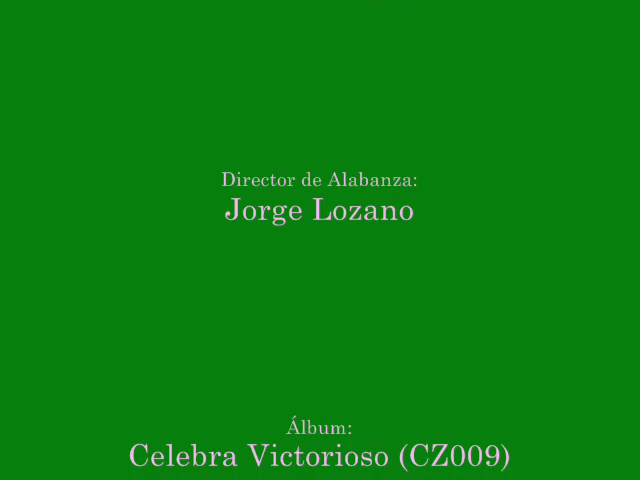 Director de Alabanza:
Jorge Lozano
Álbum:
Celebra Victorioso (CZ009)